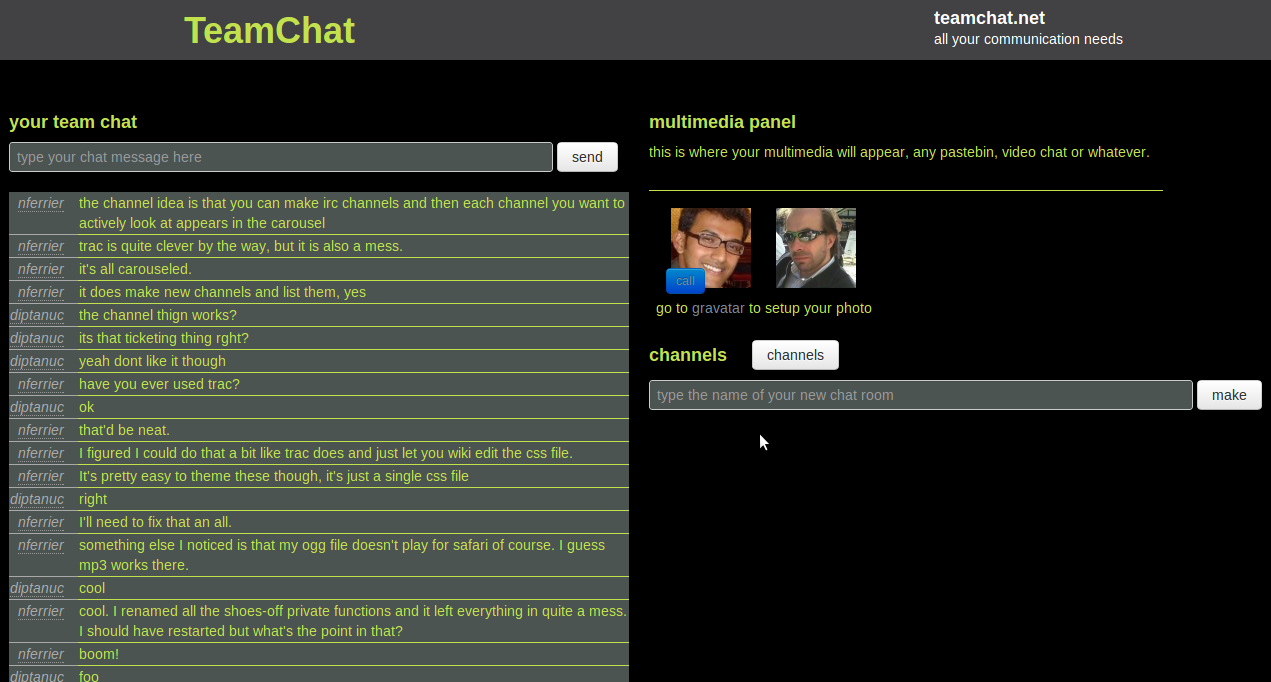 TeamChat
teamchat.net
all your communication needs
your team chat
type your chat message here
send
nferrier the channel idea is that you can make irc channels and then each channel you want to
actively look at appears in the carousel
nferrier trac is quite clever by the way, but it is also a mess.
nferrier it's all carouseled.
nferrier it does make new channels and list them, yes
diptanuc the channel thign works?
diptanuc its that ticketing thing rght?
diptanuc yeah dont like it though
nferrier have you ever used trac?
diptanuc ok
nferrier that'd be neat.
nferrier I figured I could do that a bit like trac does and just let you wiki edit the css file.
nferrier It's pretty easy to theme these though, it's just a single css file
diptanuc right
nferrier I'll need to fix that an all.
nferrier something else I noticed is that my ogg file doesn't play for safari of course. I guess
mp3 works there.
diptanuc cool
nferrier cool. I renamed all the shoes-off private functions and it left everything in quite a mess.
I should have restarted but what's the point in that?
nferrier boom!
diptanuc foo
multimedia panel
this is where your multimedia will appear, any pastebin, video chat or whatever.
call
go to gravatar to setup your photo
channels
channels
type the name of your new chat room
make